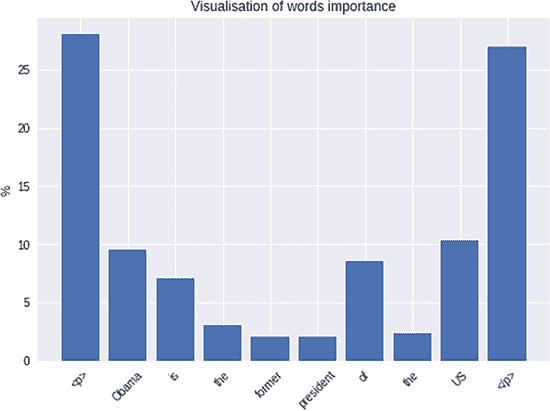 Visualisation of words importance
%
25
20
15
10
5
0
<p>
Obama
is
the
former
president
of
the
US
</p>